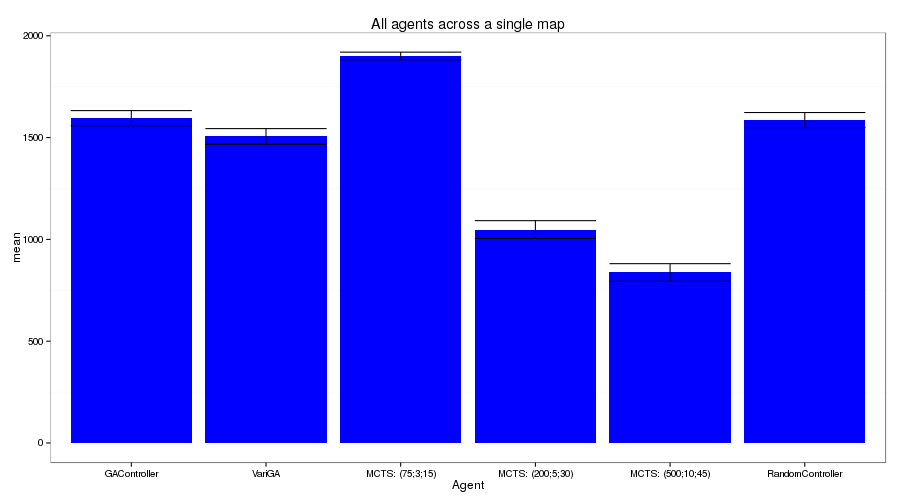 All agents across a single map
2000
1500
1000
500
0
mean
GAController
VariGA
MCTS: (75;3;15)
MCTS: (200;5;30)
MCTS: (500;10;45)
RandomController
Agent